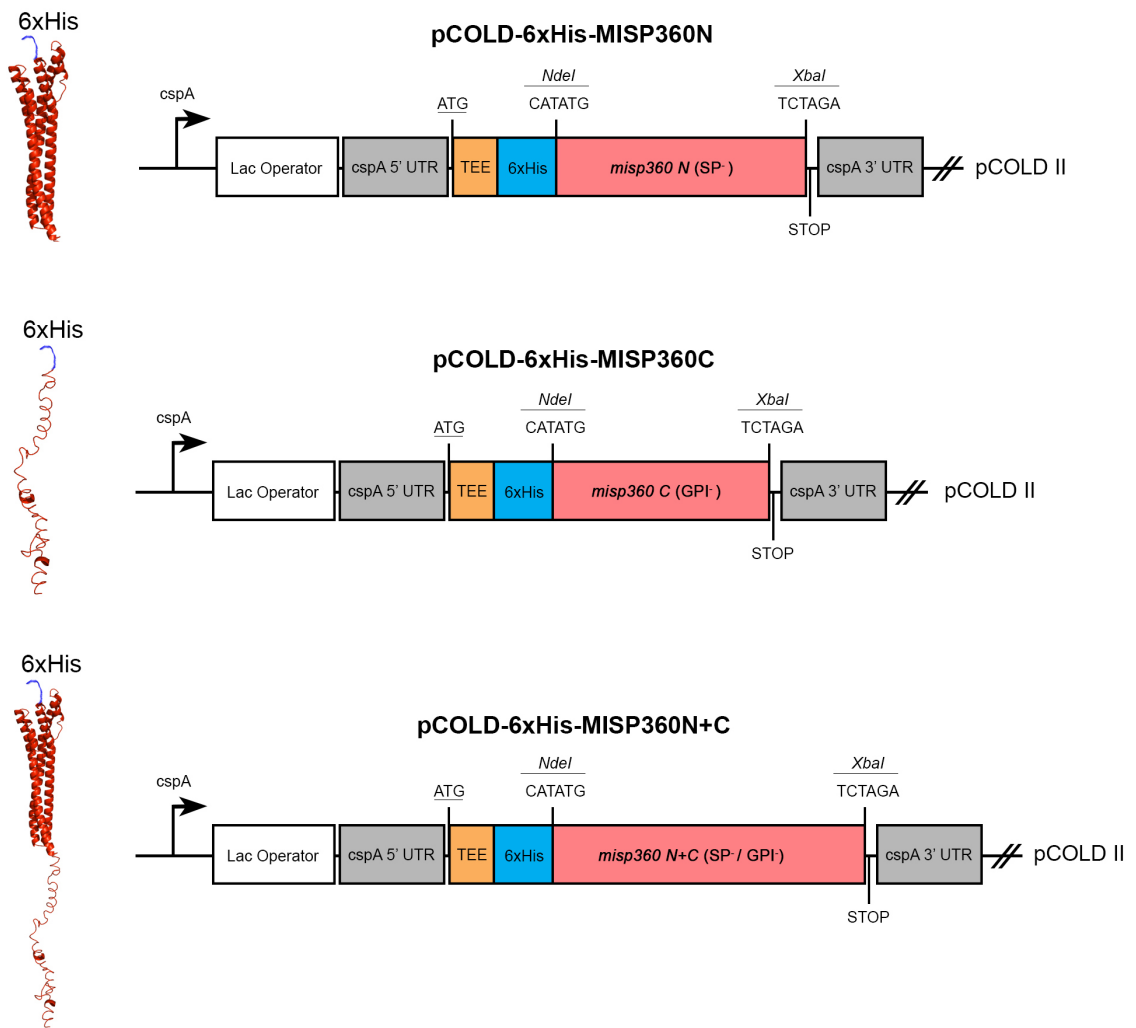 6xHis
pCOLD-6xHis-MISP360N
NdeI
XbaI
cspA
ATG
CATATG
TCTAGA
Lac Operator
cspA 5’ UTR
TEE
6xHis
misp360 N (SP-)
cspA 3’ UTR
pCOLD II
STOP
6xHis
pCOLD-6xHis-MISP360C
NdeI
XbaI
cspA
ATG
CATATG
TCTAGA
Lac Operator
cspA 5’ UTR
TEE
6xHis
misp360 C (GPI-)
cspA 3’ UTR
pCOLD II
STOP
6xHis
pCOLD-6xHis-MISP360N+C
NdeI
XbaI
cspA
ATG
CATATG
TCTAGA
Lac Operator
cspA 5’ UTR
TEE
6xHis
misp360 N+C (SP- / GPI-)
cspA 3’ UTR
pCOLD II
STOP